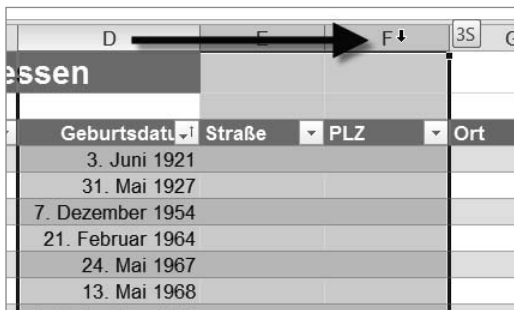 D E F 3S G
essen
Geburtsdatu Straße PLZ Ort
3. Juni 1921
31. Mai 1927
7. Dezember 1954
21. Februar 1964
24. Mai 1967
13. Mai 1968